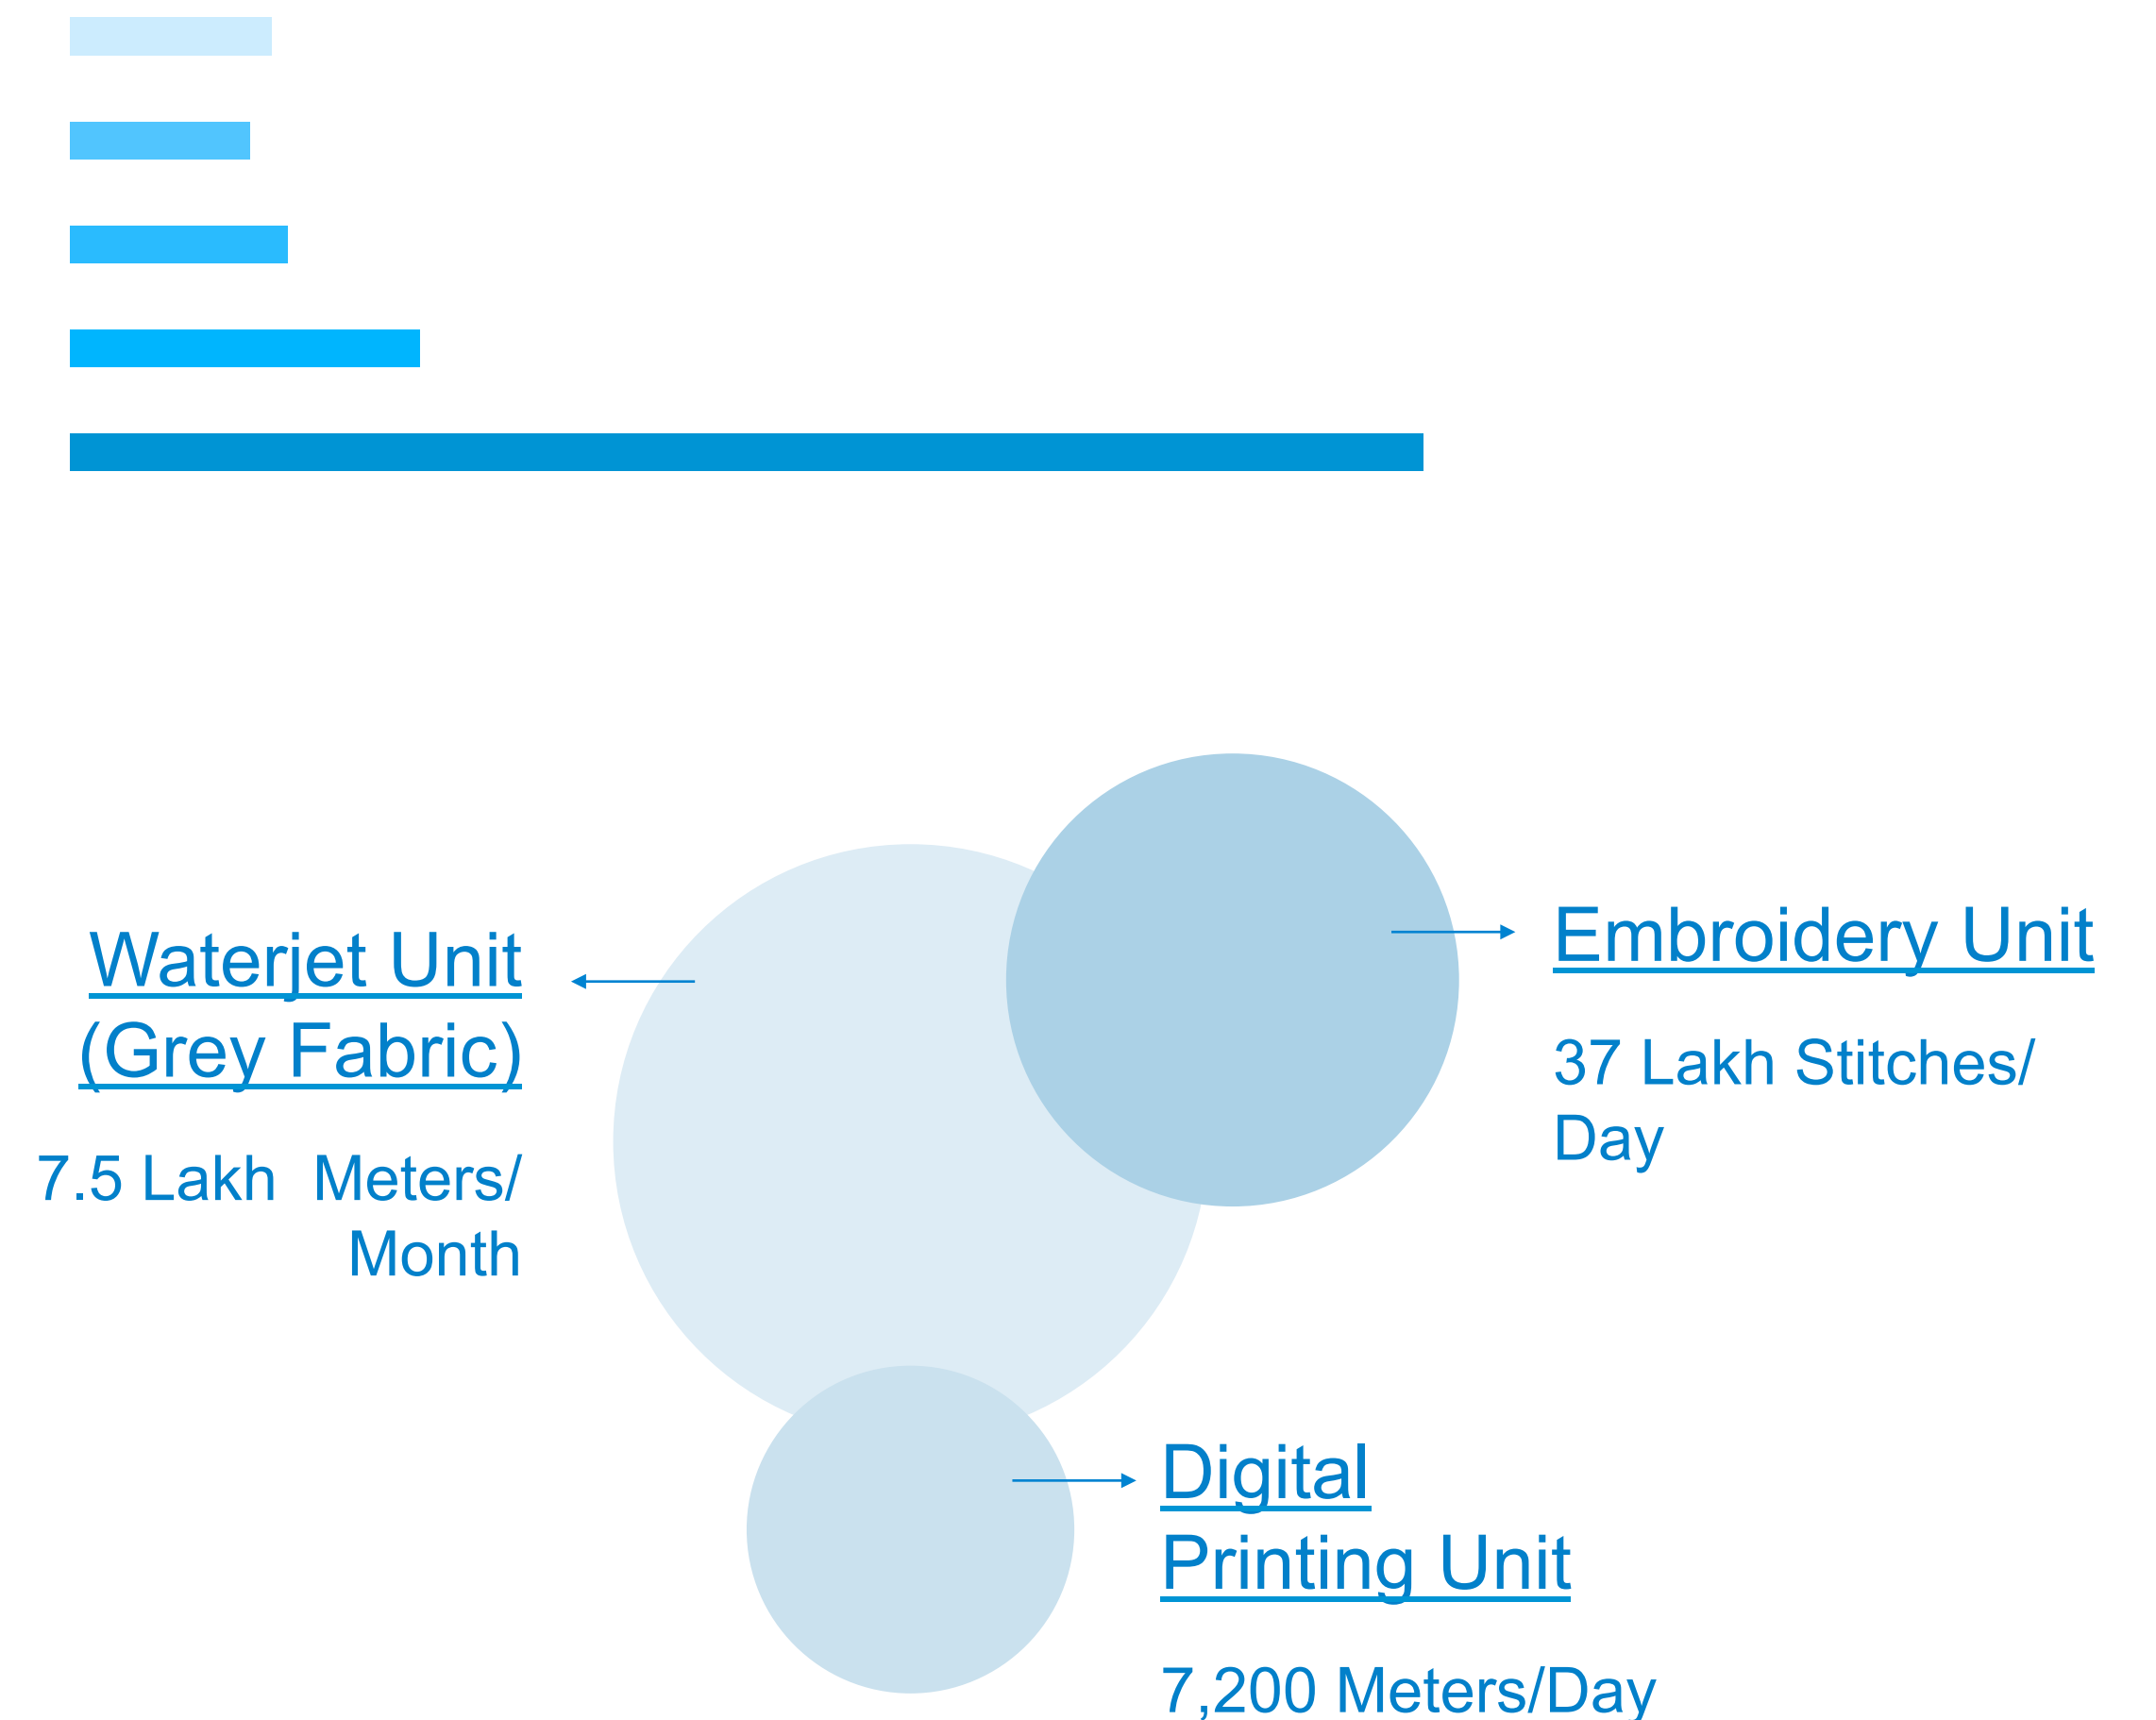 Waterjet Unit
(Grey Fabric)
7.5 Lakh Meters/
Month
Embroidery Unit
37 Lakh Stitches/
Day
Digital
Printing Unit
7,200 Meters/Day